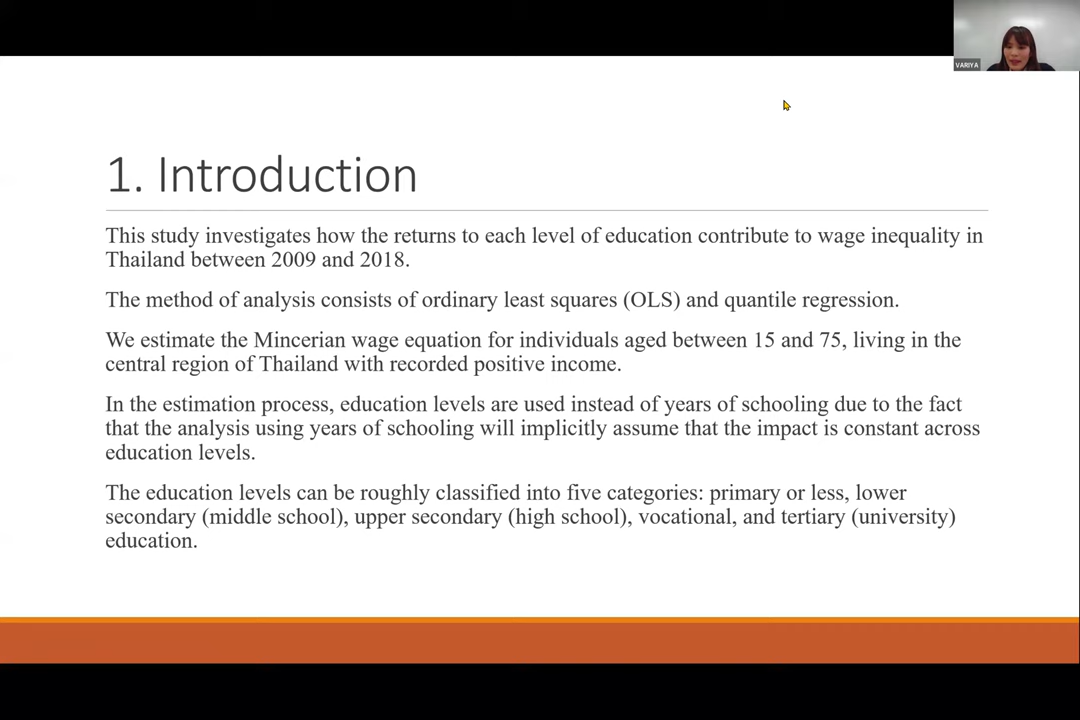 VARIYA
1. Introduction
This study investigates how the returns to each level of education contribute to wage inequality in
Thailand between 2009 and 2018.
The method of analysis consists of ordinary least squares (OLS) and quantile regression.
We estimate the Mincerian wage equation for individuals aged between 15 and 75, living in the
central region of Thailand with recorded positive income.
In the estimation process, education levels are used instead of years of schooling due to the fact
that the analysis using years of schooling will implicitly assume that the impact is constant across
education levels.
The education levels can be roughly classified into five categories: primary or less, lower
secondary (middle school), upper secondary (high school), vocational, and tertiary (university)
education.